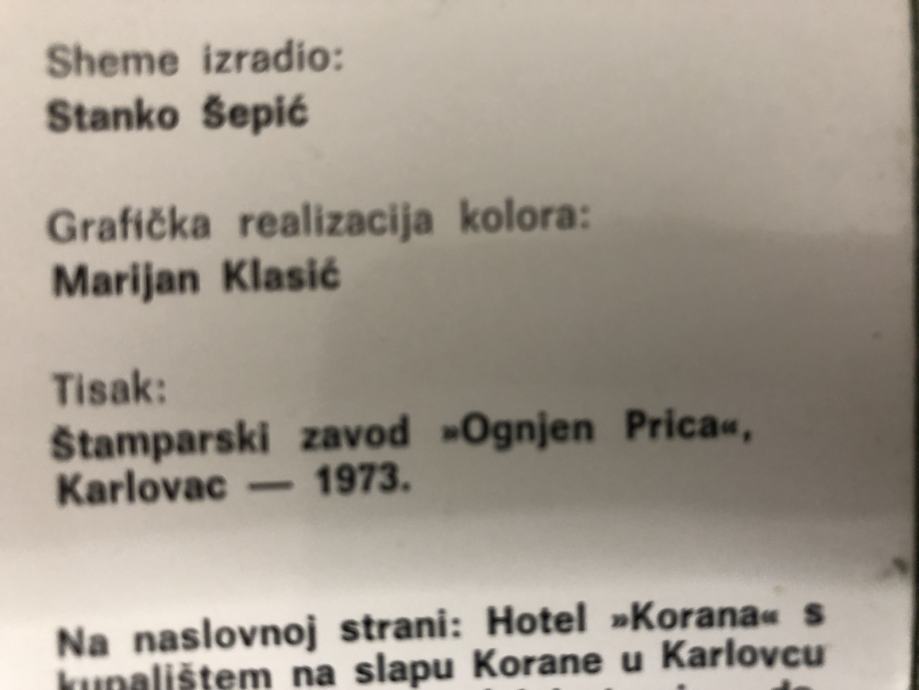 Sheme izradio:
Stanko Šepić
Grafička realizacija kolora:
Marijan Klasić
Tisak:
Štamparski zavod »Ognjen Prica«,
Karlovac — 1973.
Na naslovnoj strani: Hotel »Korana« s
kupalištem na slapu Korane u Karlovcu